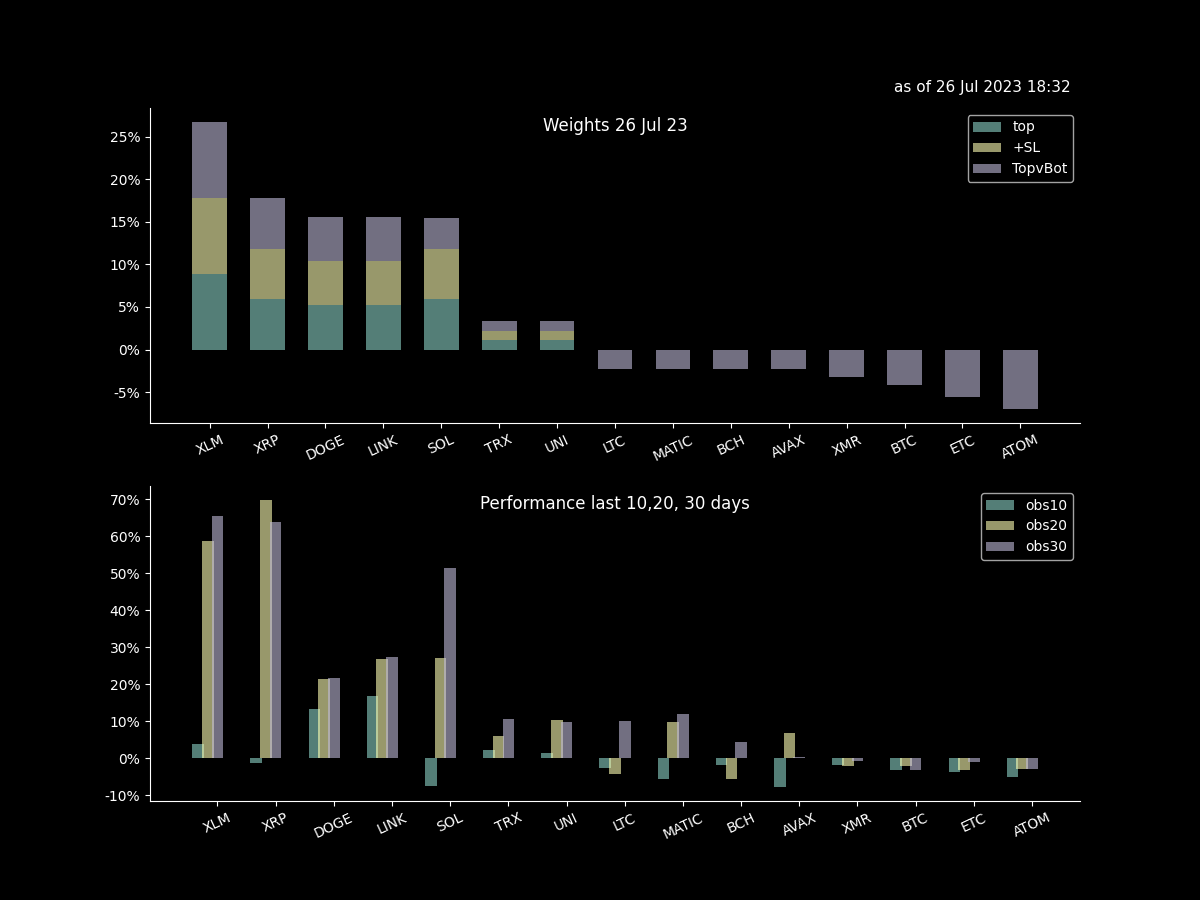 as of 26 Jul 2023 18:32
Weights 26 Jul 23
top
+SL
TopvBot
25%
20%
15%
10%
5%
0%
-5%
XLM XRP DOGE LINK SOL TRX UNI LTC MATIC BCH AVAX XMR BTC ETC ATOM
Performance last 10,20, 30 days
obs10
obs20
obs30
70%
60%
50%
40%
30%
20%
10%
0%
-10%
XLM XRP DOGE LINK SOL TRX UNI LTC MATIC BCH AVAX XMR BTC ETC ATOM